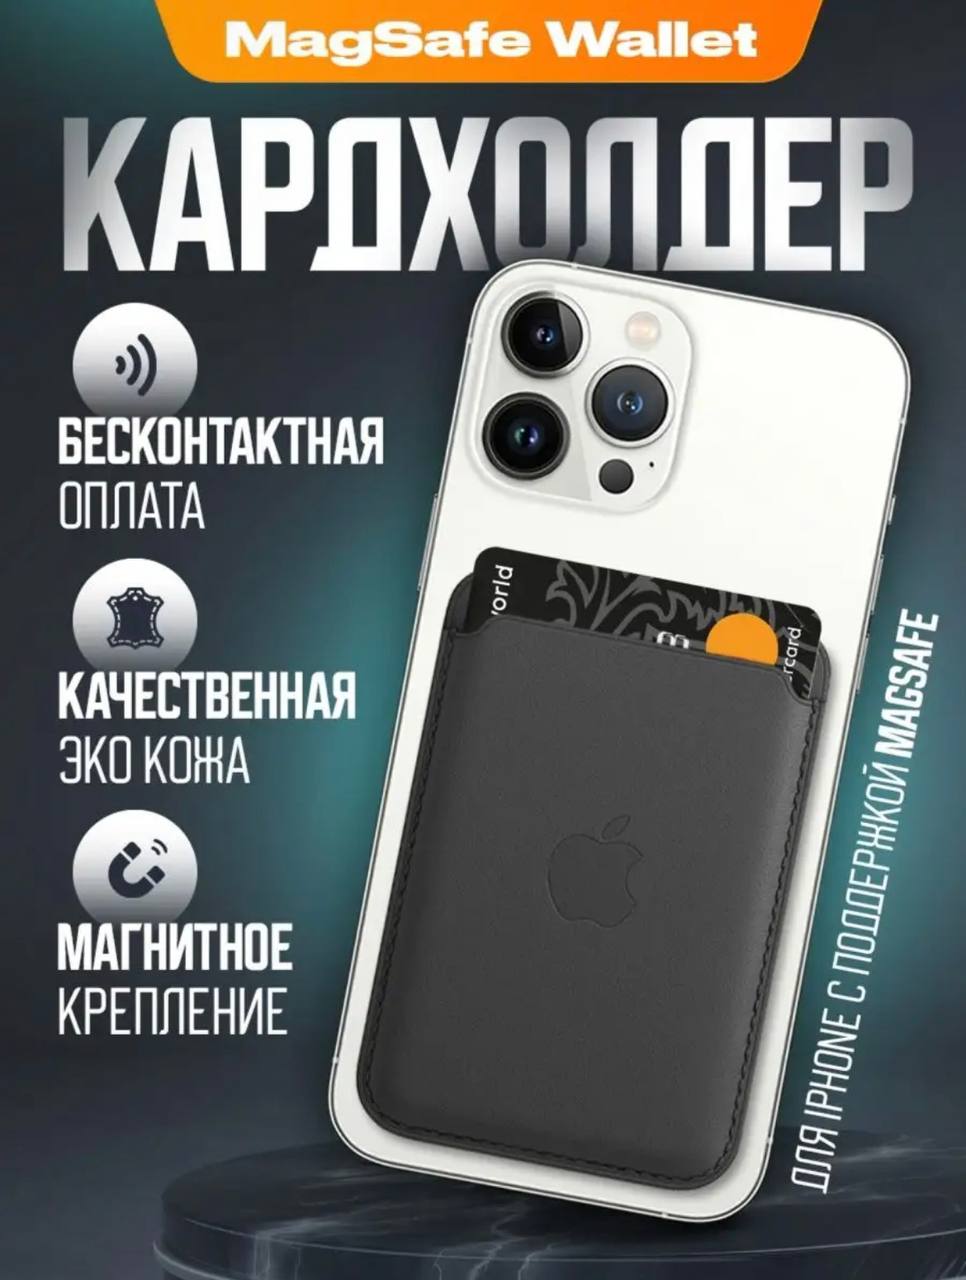 MagSafe Wallet
КАРДХОЛДЕР
БЕСКОНТАКТНАЯ
ОПЛАТА
КАЧЕСТВЕННАЯ
ЭКО КОЖА
МАГНИТНОЕ
КРЕПЛЕНИЕ
ДЛЯ IPHONE С ПОДДЕРЖКОЙ MAGSAFE